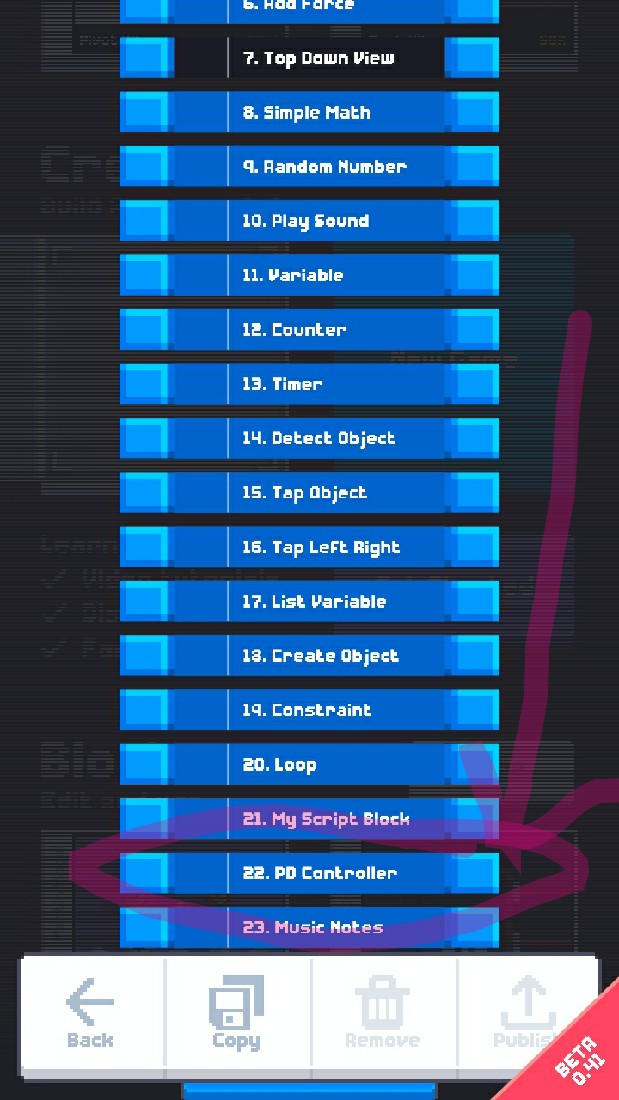 6. Add Force
7. Top Down View
8. Simple Math
9. Random Number
10. Play Sound
11. Variable
12. Counter
13. Timer
14. Detect Object
15. Tap Object
16. Tap Left Right
17. List Variable
18. Create Object
19. Constraint
20. Loop
21. My Script Block
22. PD Controller
23. Music Notes
Back
Copy
Remove
Publish
BETA
0.41